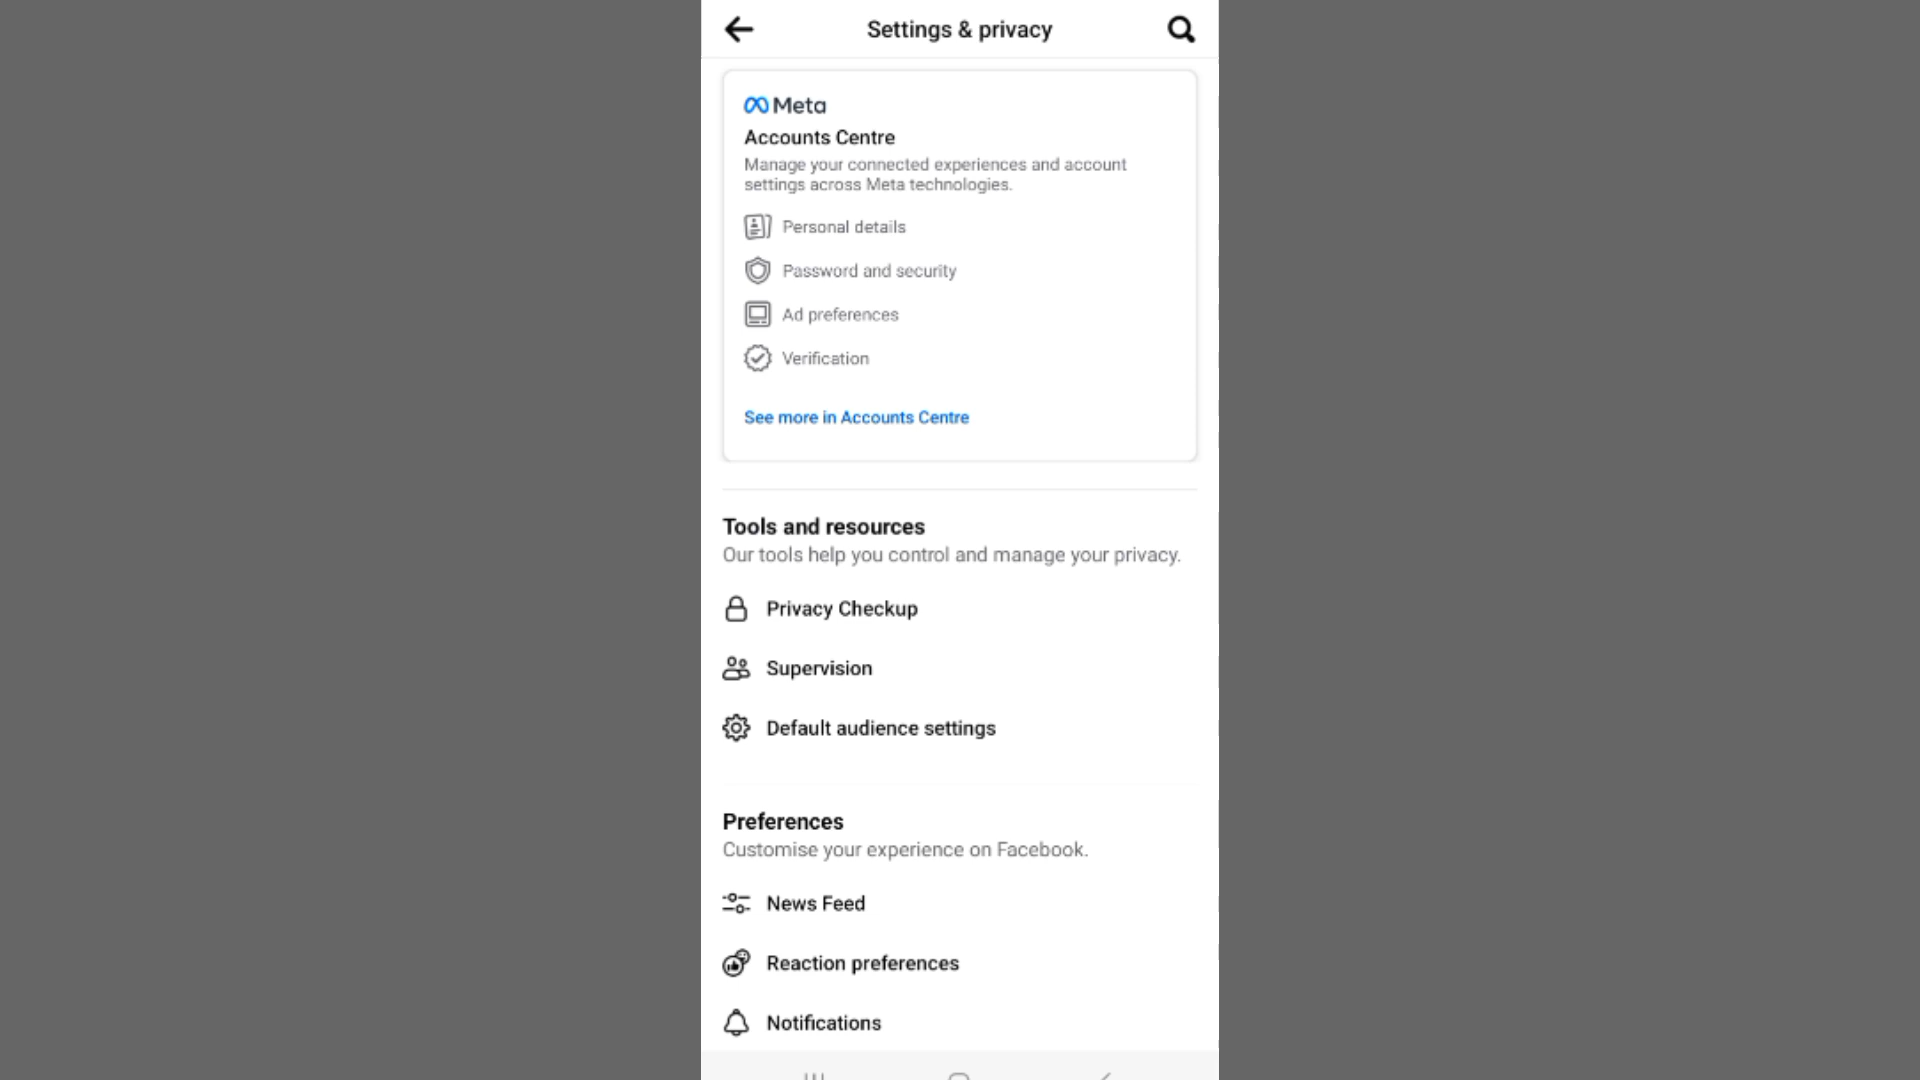 Settings & privacy
Meta
Accounts Centre
Manage your connected experiences and account
settings across Meta technologies.
Personal details
Password and security
Ad preferences
Verification
See more in Accounts Centre
Tools and resources
Our tools help you control and manage your privacy.
Privacy Checkup
Supervision
Default audience settings
Preferences
Customise your experience on Facebook.
News Feed
Reaction preferences
Notifications